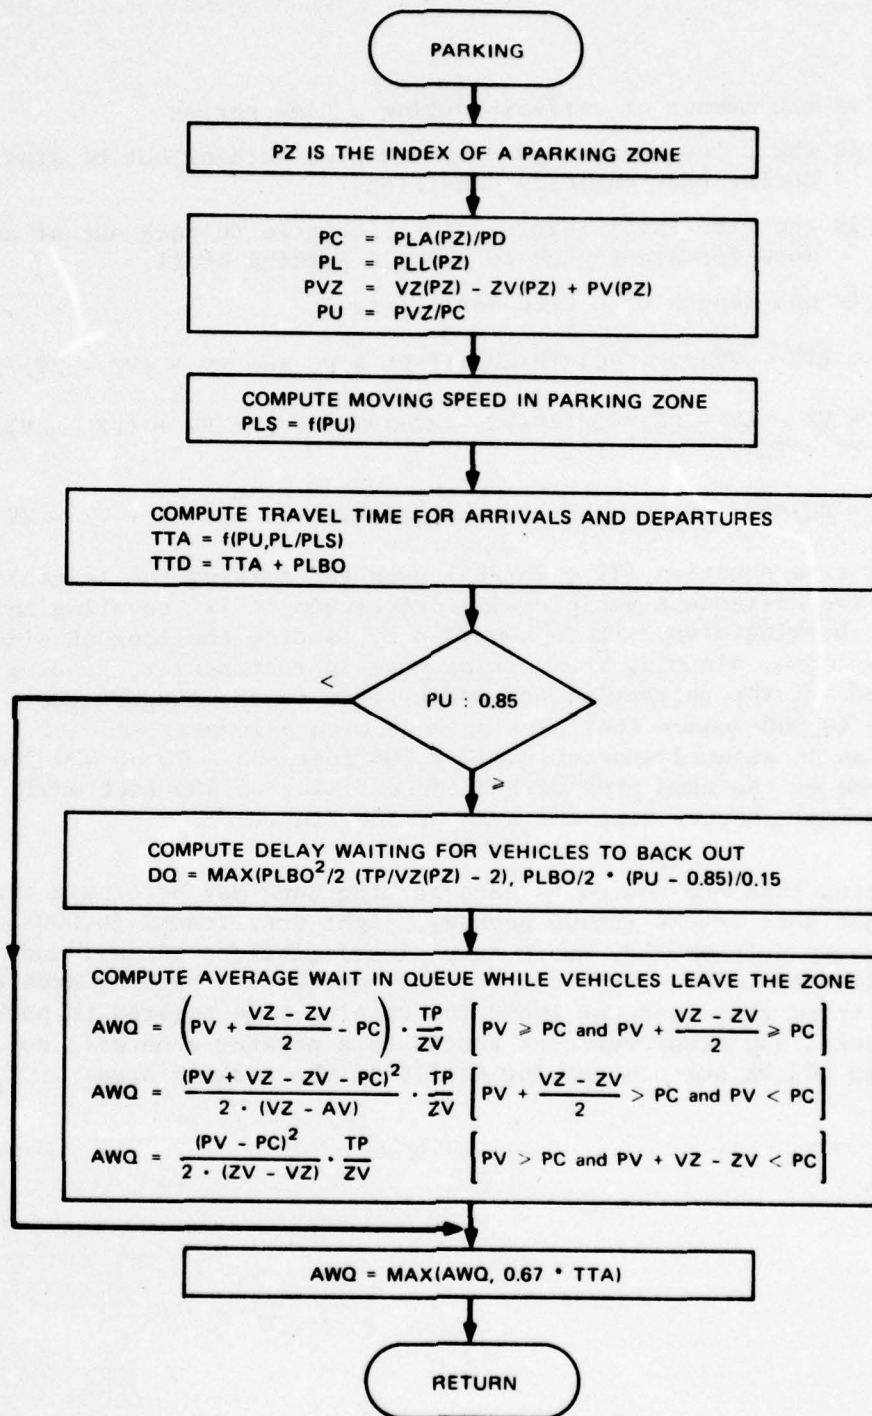 PARKING
PZ IS THE INDEX OF A PARKING ZONE
PC = PLA(PZ)/PD
PL = PLL(PZ)
PVZ = VZ(PZ) - ZV(PZ) + PV(PZ)
PU = PVZ/PC
COMPUTE MOVING SPEED IN PARKING ZONE
PLS = f(PU)
COMPUTE TRAVEL TIME FOR ARRIVALS AND DEPARTURES
TTA = f(PU,PL/PLS)
TTD = TTA + PLBO
<
PU : 0.85
≥
COMPUTE DELAY WAITING FOR VEHICLES TO BACK OUT
DQ = MAX(PLBO²/2 (TP/VZ(PZ) - 2), PLBO/2 * (PU - 0.85)/0.15
COMPUTE AVERAGE WAIT IN QUEUE WHILE VEHICLES LEAVE THE ZONE
AWQ = (PV + (VZ - ZV)/2 - PC) · TP/ZV [PV ≥ PC and PV + (VZ - ZV)/2 ≥ PC]
AWQ = (PV + VZ - ZV - PC)²/(2 · (VZ - AV)) · TP/ZV [PV + (VZ - ZV)/2 > PC and PV < PC]
AWQ = (PV - PC)²/(2 · (ZV - VZ)) · TP/ZV [PV > PC and PV + VZ - ZV < PC]
AWQ = MAX(AWQ, 0.67 * TTA)
RETURN